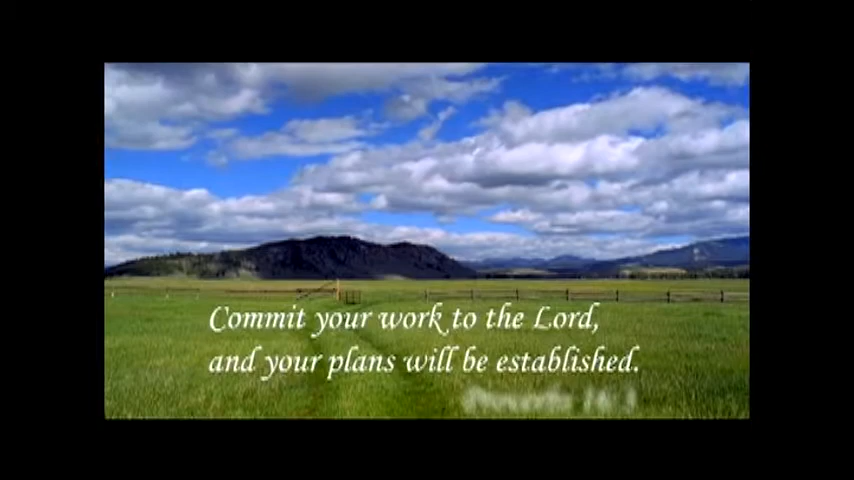 Commit your work to the Lord,
and your plans will be established.